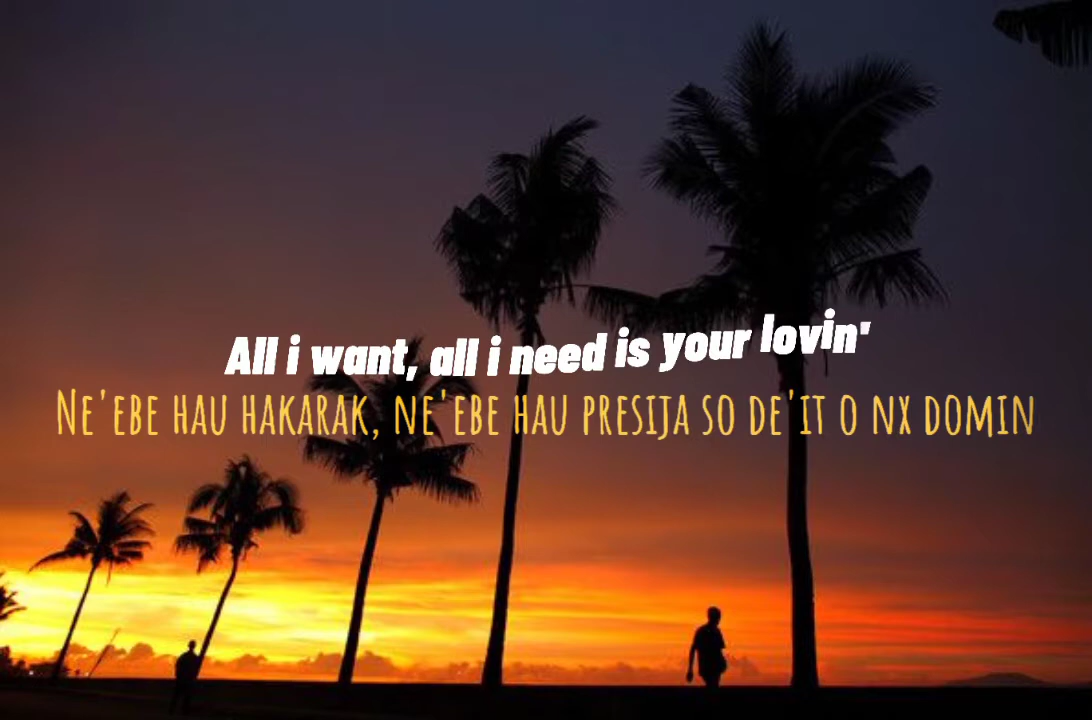 All i want, all i need is your lovin'
Ne'ebe hau hakarak, ne'ebe hau presija so de'it o nx domin